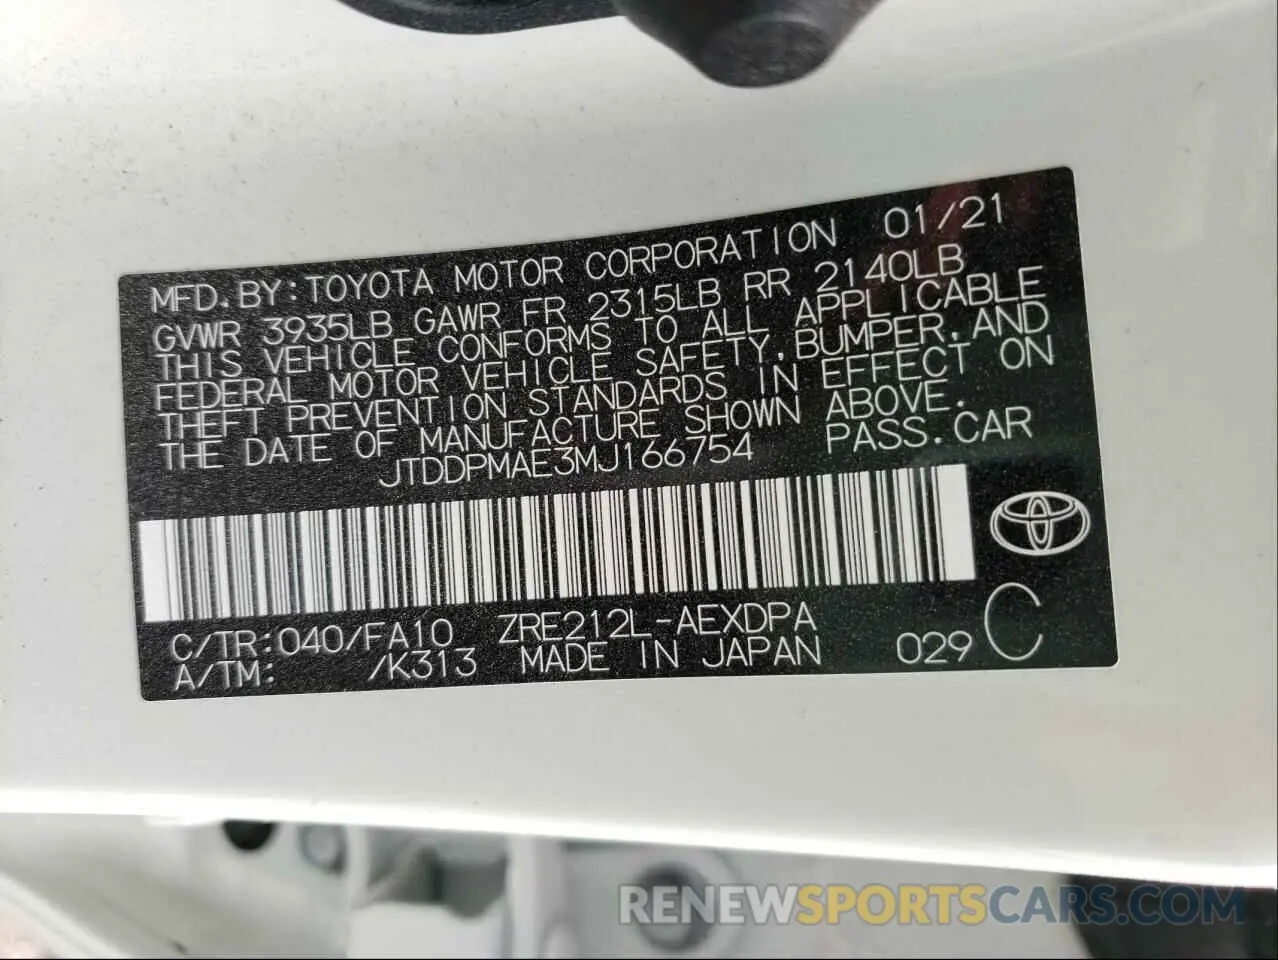 MFD. BY: TOYOTA MOTOR CORPORATION 01/21
GVWR 3935LB GAWR FR 2315LB RR 2140LB
THIS VEHICLE CONFORMS TO ALL APPLICABLE
FEDERAL MOTOR VEHICLE SAFETY, BUMPER, AND
THEFT PREVENTION STANDARDS IN EFFECT ON
THE DATE OF MANUFACTURE SHOWN ABOVE.
JTDDPMAE3MJ166754 PASS. CAR
C/TR: 040/FA10 ZRE212L-AEXDPA
A/TM: /K313 MADE IN JAPAN 029 C
RENEWSPORTSCARS.COM